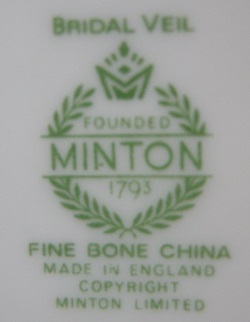 BRIDAL VEIL
FOUNDED
MINTON
1793
FINE BONE CHINA
MADE IN ENGLAND
COPYRIGHT
MINTON LIMITED